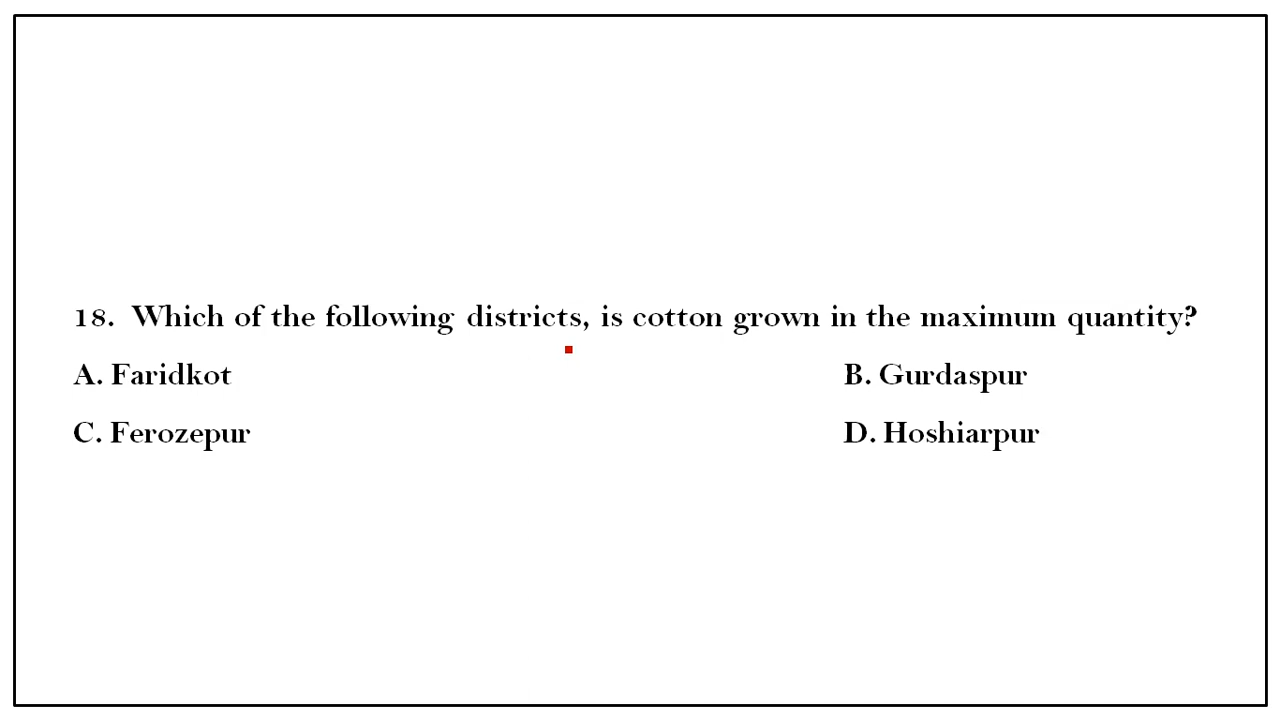 18. Which of the following districts, is cotton grown in the maximum quantity?
A. Faridkot B. Gurdaspur
C. Ferozepur D. Hoshiarpur